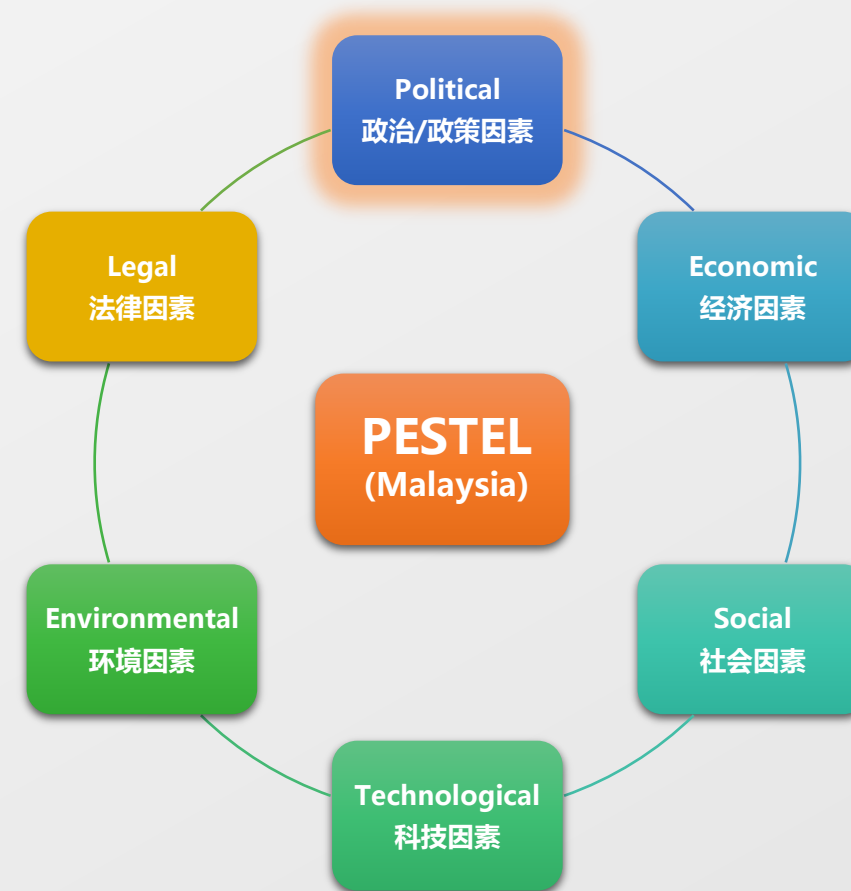 Political
政治/政策因素
Legal
法律因素
Economic
经济因素
PESTEL
(Malaysia)
Environmental
环境因素
Social
社会因素
Technological
科技因素